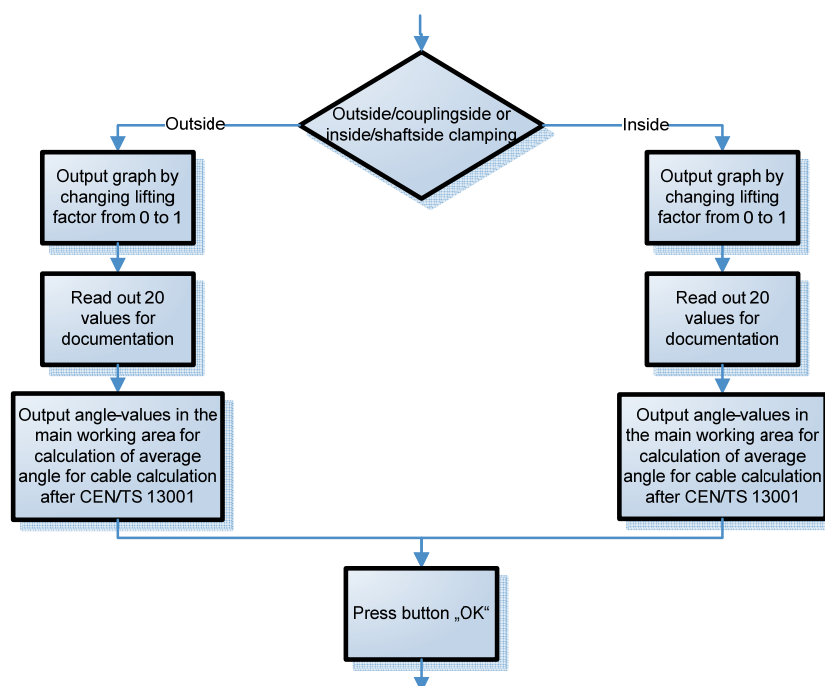 Outside/couplingside or
inside/shaftside clamping
Outside
Inside
Output graph by
changing lifting
factor from 0 to 1
Output graph by
changing lifting
factor from 0 to 1
Read out 20
values for
documentation
Read out 20
values for
documentation
Output angle-values in the
main working area for
calculation of average
angle for cable calculation
after CEN/TS 13001
Output angle-values in
the main working area for
calculation of average
angle for cable calculation
after CEN/TS 13001
Press button „OK“